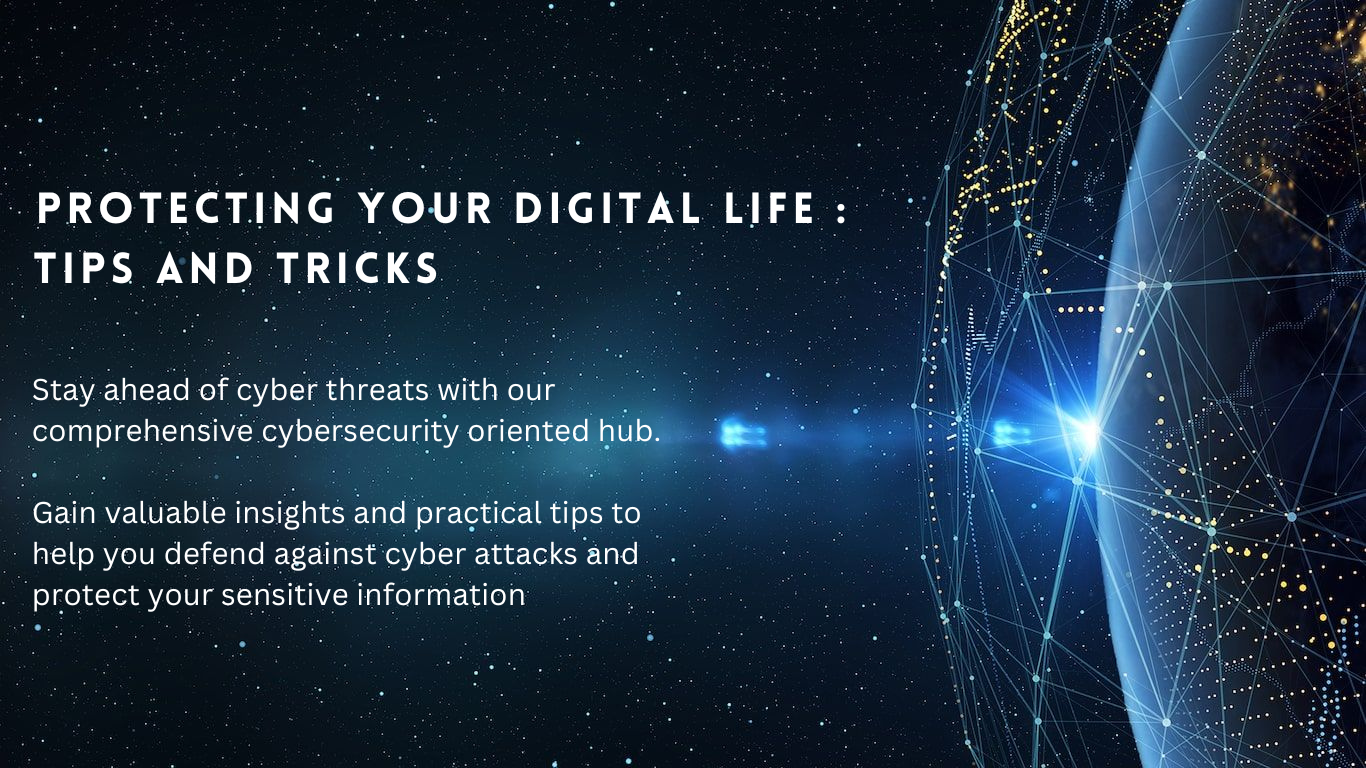 PROTECTING YOUR DIGITAL LIFE :
TIPS AND TRICKS
Stay ahead of cyber threats with our
comprehensive cybersecurity oriented hub.
Gain valuable insights and practical tips to
help you defend against cyber attacks and
protect your sensitive information